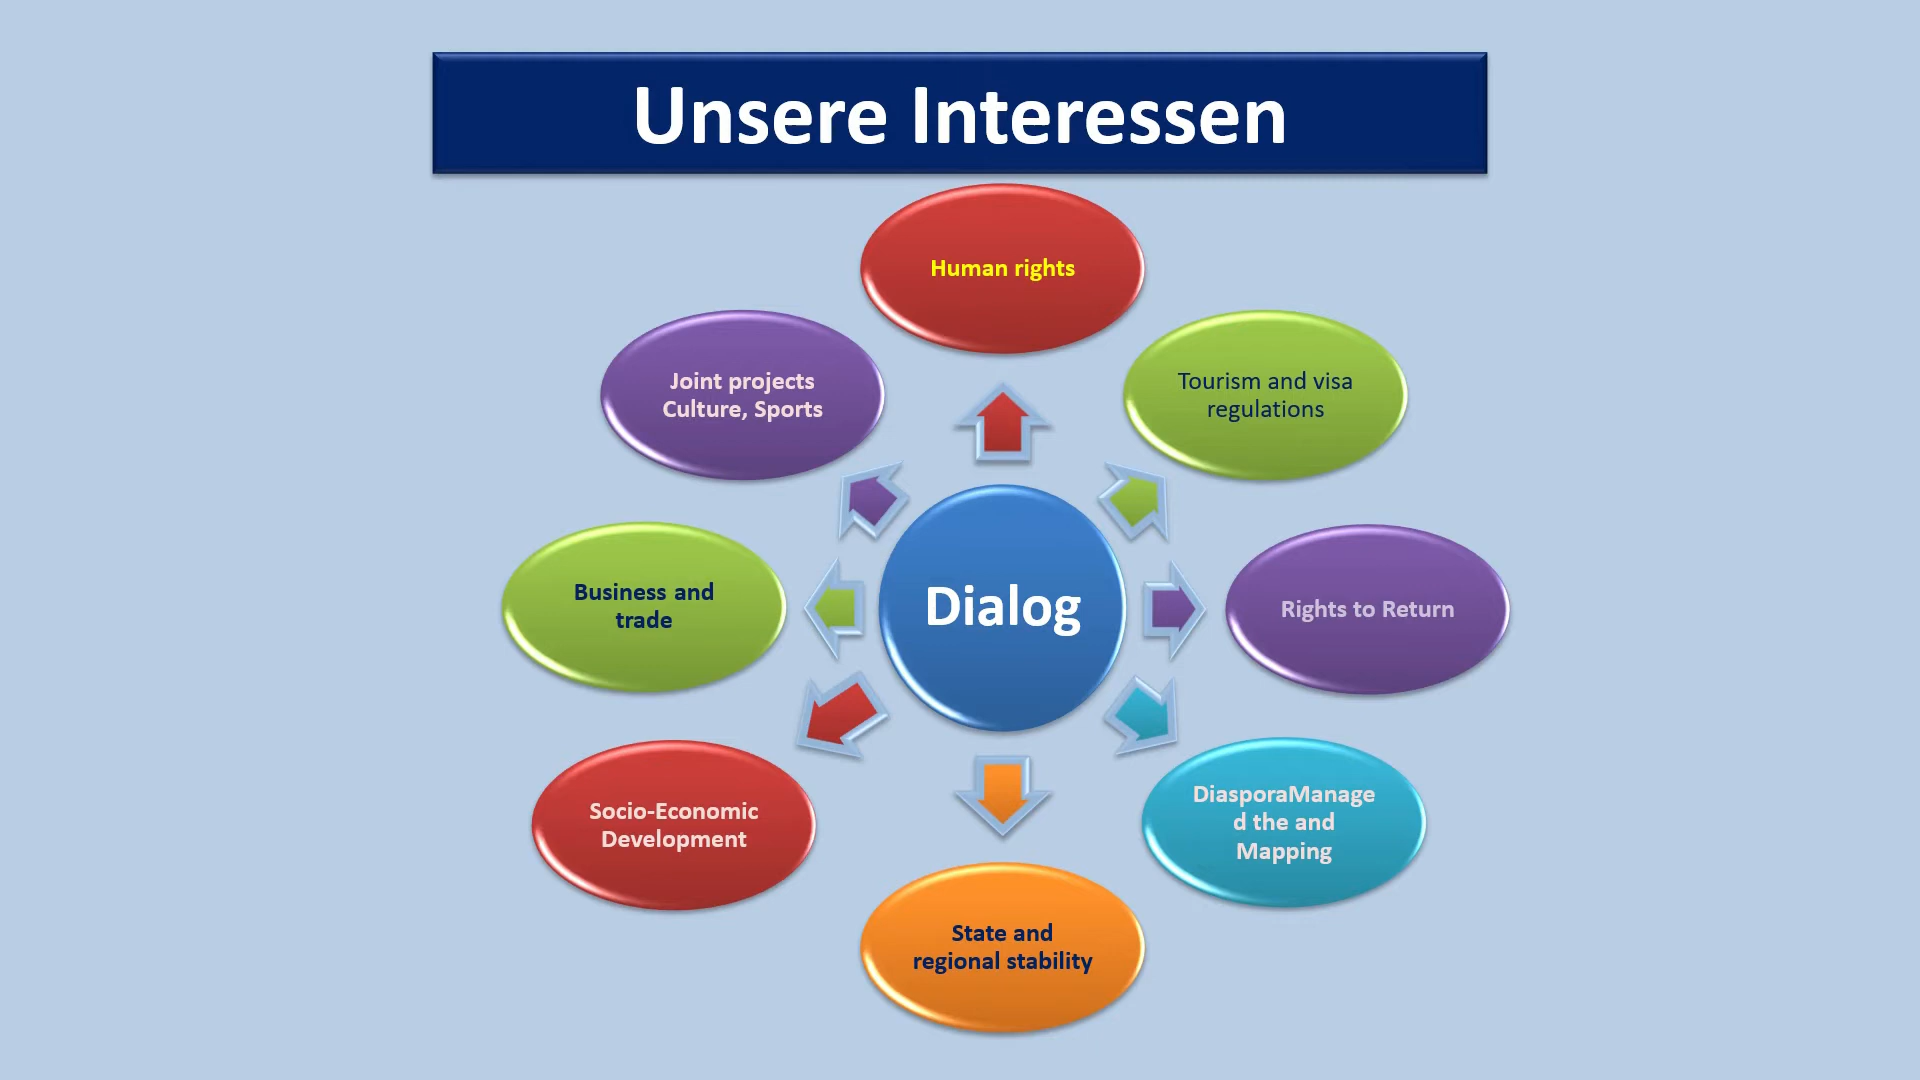 Unsere Interessen
Human rights
Joint projects
Culture, Sports
Tourism and visa
regulations
Business and
trade
Dialog
Rights to Return
Socio-Economic
Development
DiasporaManage
d the and
Mapping
State and
regional stability